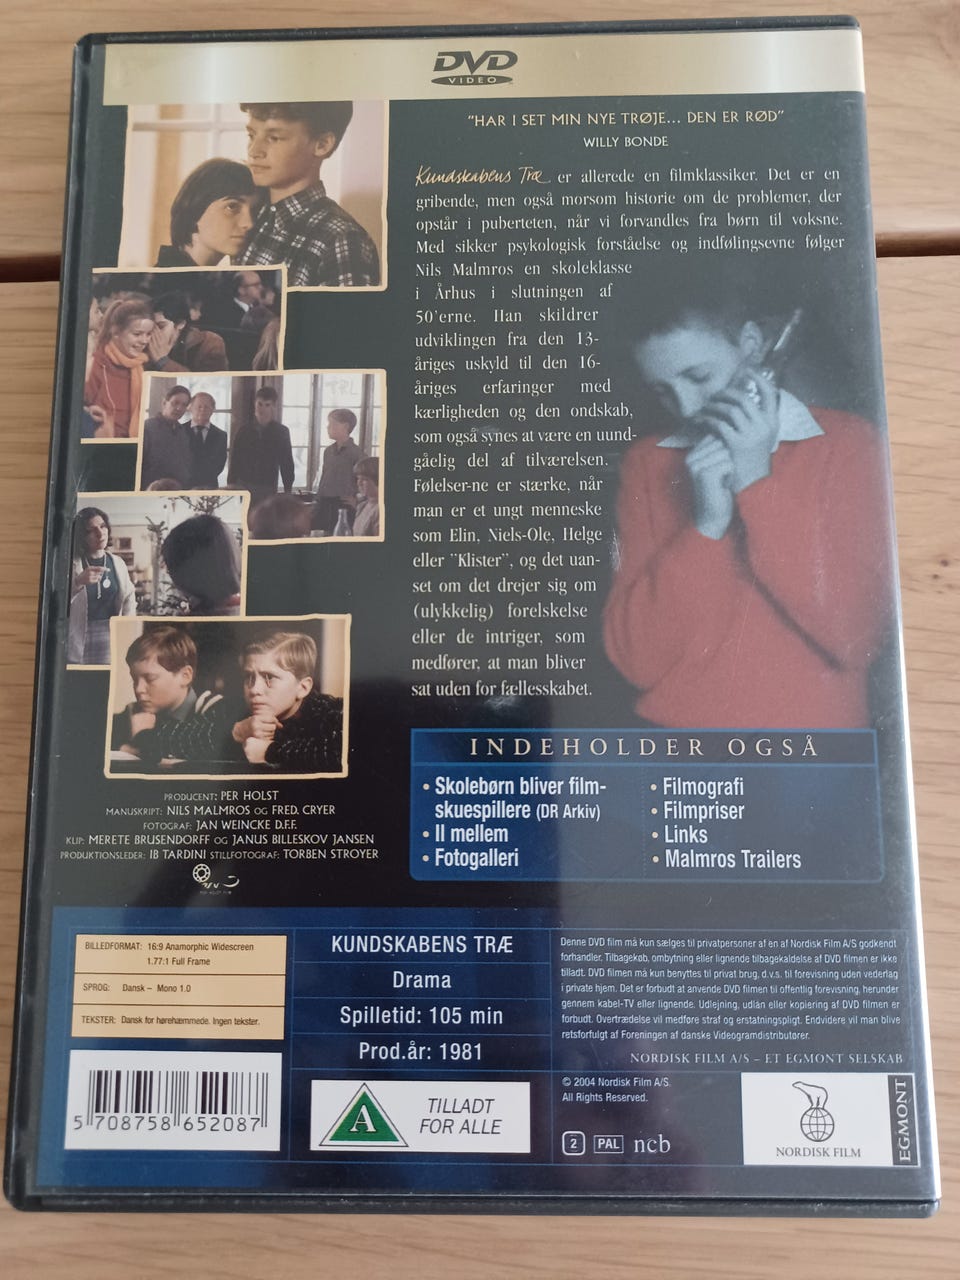 DVD
VIDEO
"HAR I SET MIN NYE TRØJE... DEN ER RØD"
WILLY BONDE
Kundskabens Træ er allerede en filmklassiker. Det er en
gribende, men også morsom historie om de problemer, der
opstår i puberteten, når vi forvandles fra børn til voksne.
Med sikker psykologisk forståelse og indfølingsevne følger
Nils Malmros en skoleklasse
i Århus i slutningen af
50'erne. Han skildrer
udviklingen fra den 13-
åriges uskyld til den 16-
åriges erfaringer med
kærligheden og den ondskab,
som også synes at være en uund-
gåelig del af tilværelsen.
Følelser-ne er stærke, når
man er et ungt menneske
som Elin, Niels-Ole, Helge
eller "Klister", og det uan-
set om det drejer sig om
(ulykkelig) forelskelse
eller de intriger, som
medfører, at man bliver
sat uden for fællesskabet.
INDEHOLDER OGSÅ
• Skolebørn bliver film-
skuespillere (DR Arkiv)
• II mellem
• Fotogalleri
• Filmografi
• Filmpriser
• Links
• Malmros Trailers
PRODUCENT: PER HOLST
MANUSKRIPT: NILS MALMROS OG FRED. CRYER
FOTOGRAF: JAN WEINCKE D.F.F.
KLIP: MERETE BRUSENDORFF OG JANUS BILLESKOV JANSEN
PRODUKTIONSLEDER: IB TARDINI STILLFOTOGRAF: TORBEN STROYER
BILLEDFORMAT: 16:9 Anamorphic Widescreen
1.77:1 Full Frame
SPROG: Dansk – Mono 1.0
TEKSTER: Dansk for hørehæmmede. Ingen tekster.
5 708758 652087
KUNDSKABENS TRÆ
Drama
Spilletid: 105 min
Prod.år: 1981
A
TILLADT
FOR ALLE
Denne DVD film må kun sælges til privatpersoner af en af Nordisk Film A/S godkendt
forhandler. Tilbagekøb, ombytning eller lignende tilbagekaldelse af DVD filmen er ikke
tilladt. DVD filmen må kun benyttes til privat brug, d.v.s. til forevisning uden vederlag
i private hjem. Det er forbudt at anvende DVD filmen til offentlig forevisning, herunder
gennem kabel-TV eller lignende. Udlejning, udlån eller kopiering af DVD filmen er
forbudt. Overtrædelse vil medføre straf og erstatningspligt. Endvidere vil man blive
retsforfulgt af Foreningen af danske Videogramdistributører.
NORDISK FILM A/S – ET EGMONT SELSKAB
© 2004 Nordisk Film A/S.
All Rights Reserved.
2 PAL ncb
NORDISK FILM
EGMONT